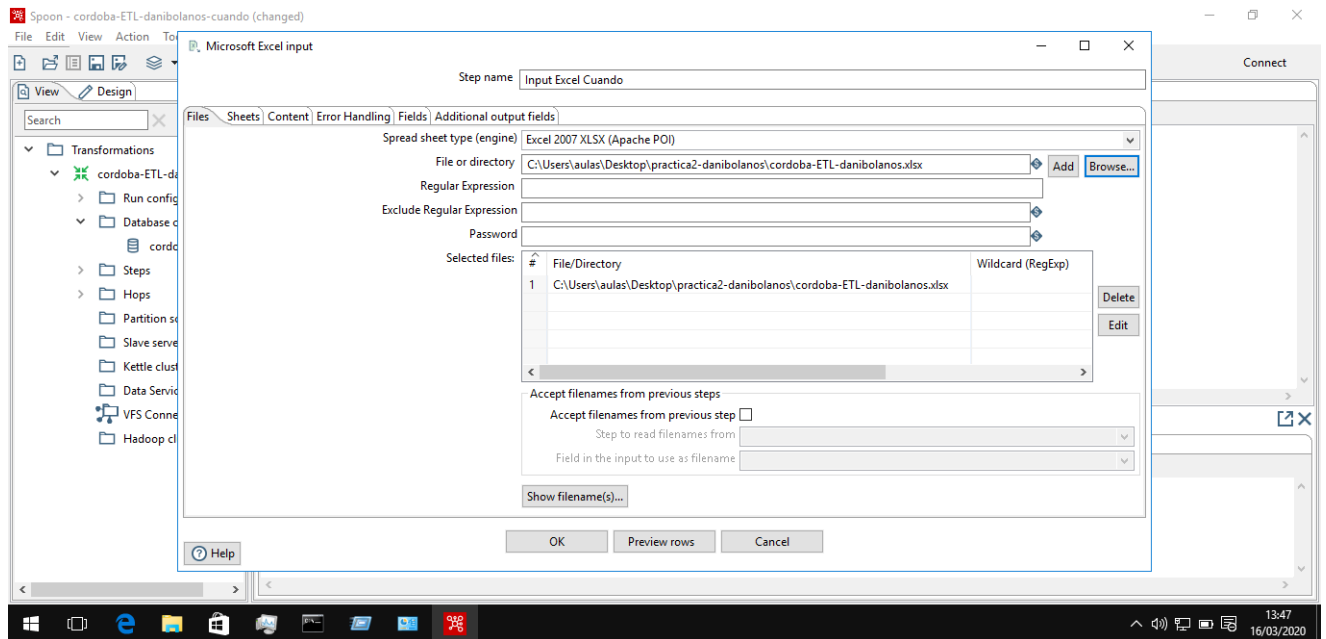 Spoon - cordoba-ETL-danibolanos-cuando (changed)
File Edit View Action
Connect
View Design
Search
Transformations
cordoba-ETL-da
Run config
Database c
cordo
Steps
Hops
Partition sc
Slave serve
Kettle clust
Data Servic
VFS Conne
Hadoop cl
Microsoft Excel input
Step name Input Excel Cuando
Files Sheets Content Error Handling Fields Additional output fields
Spread sheet type (engine) Excel 2007 XLSX (Apache POI)
File or directory C:\Users\aulas\Desktop\practica2-danibolanos\cordoba-ETL-danibolanos.xlsx Add Browse...
Regular Expression
Exclude Regular Expression
Password
Selected files: # File/Directory Wildcard (RegExp)
1 C:\Users\aulas\Desktop\practica2-danibolanos\cordoba-ETL-danibolanos.xlsx
Delete
Edit
Accept filenames from previous steps
Accept filenames from previous step
Step to read filenames from
Field in the input to use as filename
Show filename(s)...
OK Preview rows Cancel
Help
13:47
16/03/2020